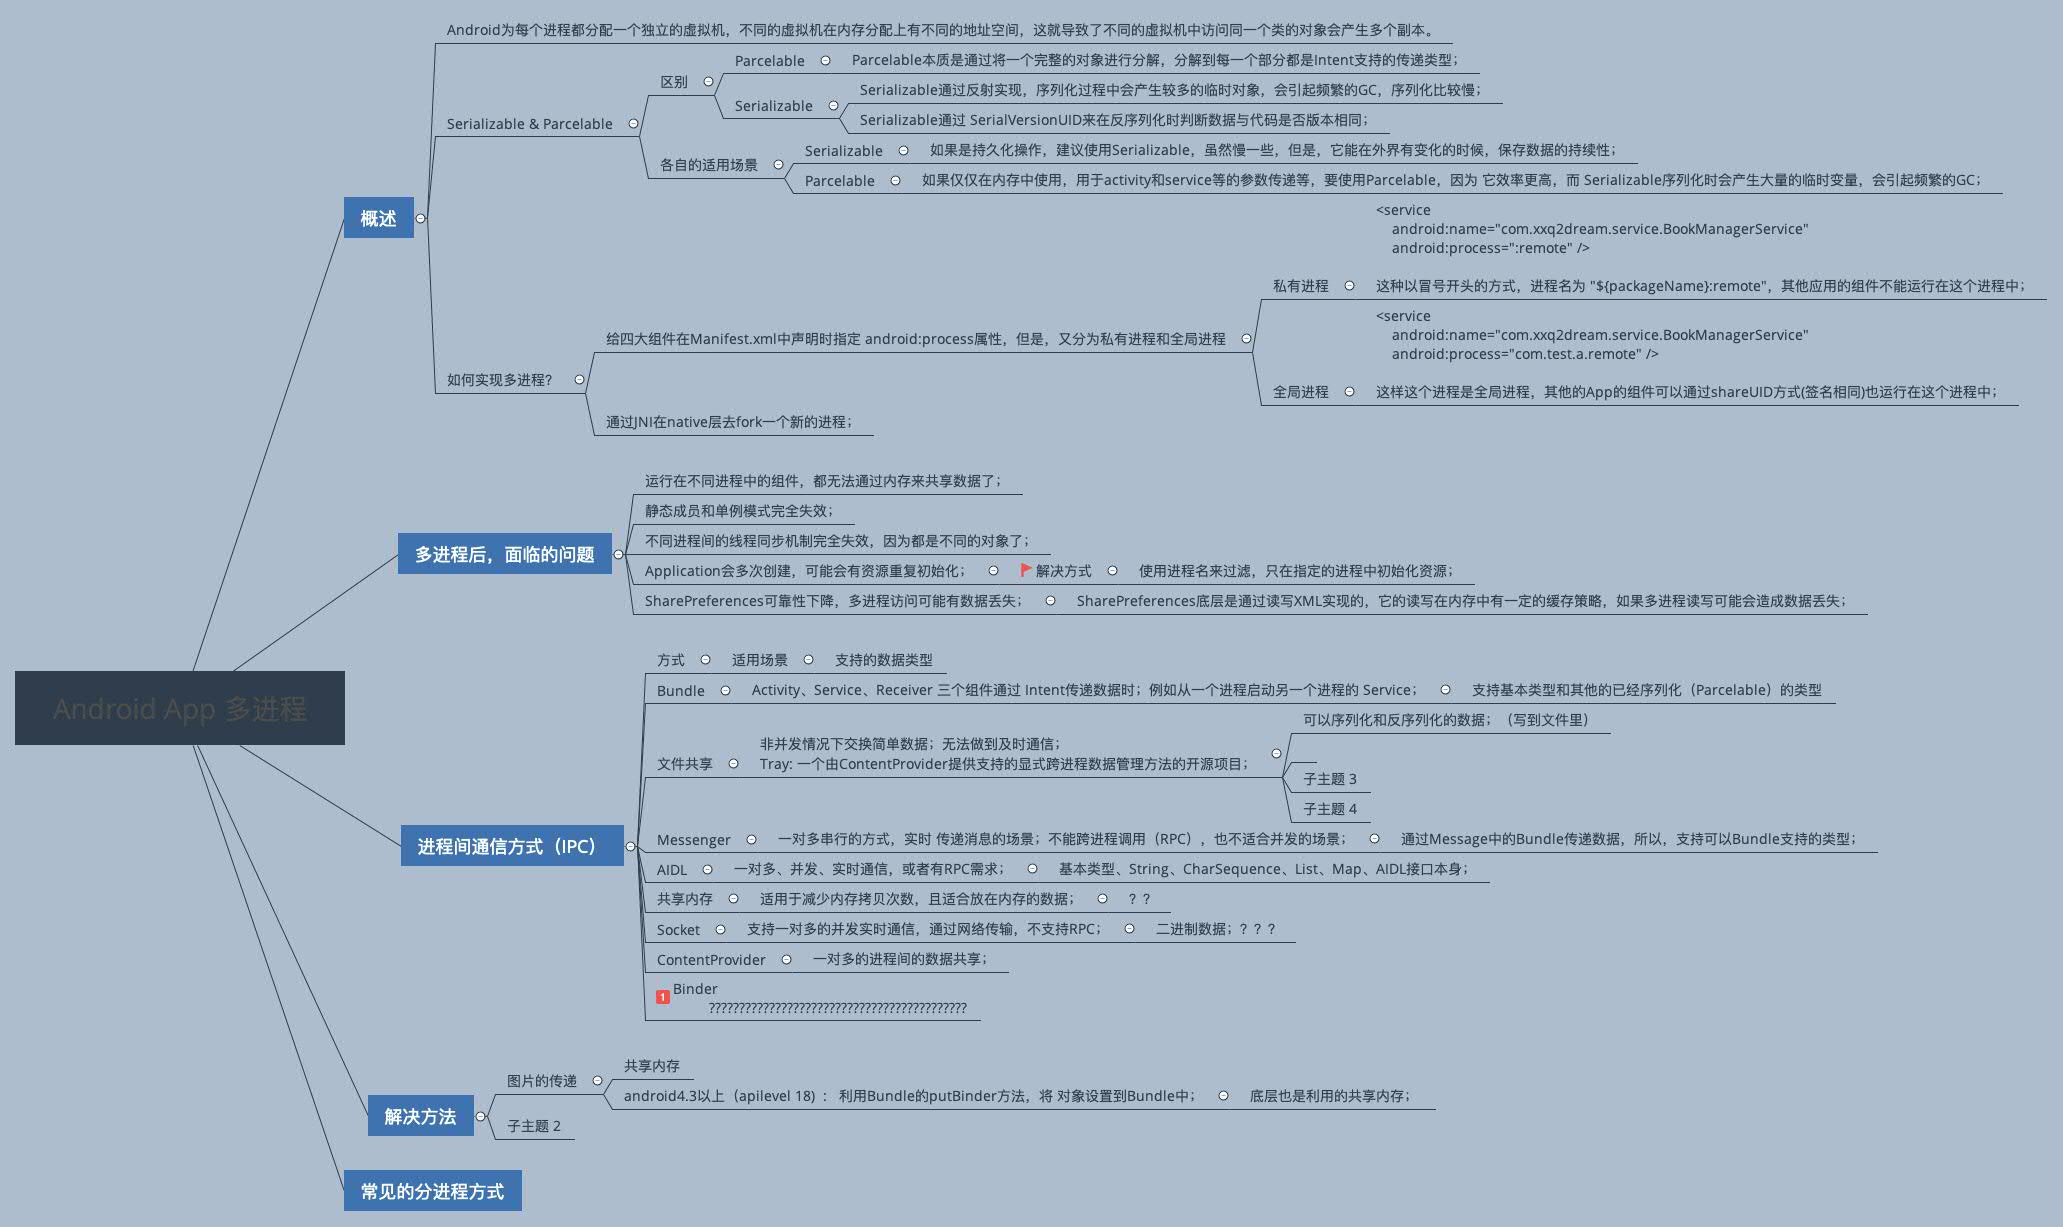 Android App 多进程
概述
Android为每个进程都分配一个独立的虚拟机，不同的虚拟机在内存分配上有不同的地址空间，这就导致了不同的虚拟机中访问同一个类的对象会产生多个副本。
Serializable & Parcelable
区别
Parcelable
Parcelable本质是通过将一个完整的对象进行分解，分解到每一个部分都是Intent支持的传递类型；
Serializable
Serializable通过反射实现，序列化过程中会产生较多的临时对象，会引起频繁的GC，序列化比较慢；
Serializable通过 SerialVersionUID来在反序列化时判断数据与代码是否版本相同；
各自的适用场景
Serializable
如果是持久化操作，建议使用Serializable，虽然慢一些，但是，它能在外界有变化的时候，保存数据的持续性；
Parcelable
如果仅仅在内存中使用，用于activity和service等的参数传递等，要使用Parcelable，因为 它效率更高，而 Serializable序列化时会产生大量的临时变量，会引起频繁的GC；
如何实现多进程？
给四大组件在Manifest.xml中声明时指定 android:process属性，但是，又分为私有进程和全局进程
私有进程
<service
android:name="com.xxq2dream.service.BookManagerService"
android:process=":remote" />
这种以冒号开头的方式，进程名为 "${packageName}:remote"，其他应用的组件不能运行在这个进程中；
全局进程
<service
android:name="com.xxq2dream.service.BookManagerService"
android:process="com.test.a.remote" />
这样这个进程是全局进程，其他的App的组件可以通过shareUID方式(签名相同)也运行在这个进程中；
通过JNI在native层去fork一个新的进程；
多进程后，面临的问题
运行在不同进程中的组件，都无法通过内存来共享数据了；
静态成员和单例模式完全失效；
不同进程间的线程同步机制完全失效，因为都是不同的对象了；
Application会多次创建，可能会有资源重复初始化；
解决方式
使用进程名来过滤，只在指定的进程中初始化资源；
SharePreferences可靠性下降，多进程访问可能有数据丢失；
SharePreferences底层是通过读写XML实现的，它的读写在内存中有一定的缓存策略，如果多进程读写可能会造成数据丢失；
进程间通信方式（IPC）
方式
适用场景
支持的数据类型
Bundle
Activity、Service、Receiver 三个组件通过 Intent传递数据时；例如从一个进程启动另一个进程的 Service；
支持基本类型和其他的已经序列化（Parcelable）的类型
文件共享
非并发情况下交换简单数据；无法做到及时通信；
Tray: 一个由ContentProvider提供支持的显式跨进程数据管理方法的开源项目；
可以序列化和反序列化的数据；（写到文件里）
子主题 3
子主题 4
Messenger
一对多串行的方式，实时 传递消息的场景；不能跨进程调用（RPC），也不适合并发的场景；
通过Message中的Bundle传递数据，所以，支持可以Bundle支持的类型；
AIDL
一对多、并发、实时通信，或者有RPC需求；
基本类型、String、CharSequence、List、Map、AIDL接口本身；
共享内存
适用于减少内存拷贝次数，且适合放在内存的数据；
？？
Socket
支持一对多的并发实时通信，通过网络传输，不支持RPC；
二进制数据；？？？
ContentProvider
一对多的进程间的数据共享；
1 Binder
???????????????????????????????????????????
解决方法
图片的传递
共享内存
android4.3以上（apilevel 18）： 利用Bundle的putBinder方法，将 对象设置到Bundle中；
底层也是利用的共享内存；
子主题 2
常见的分进程方式